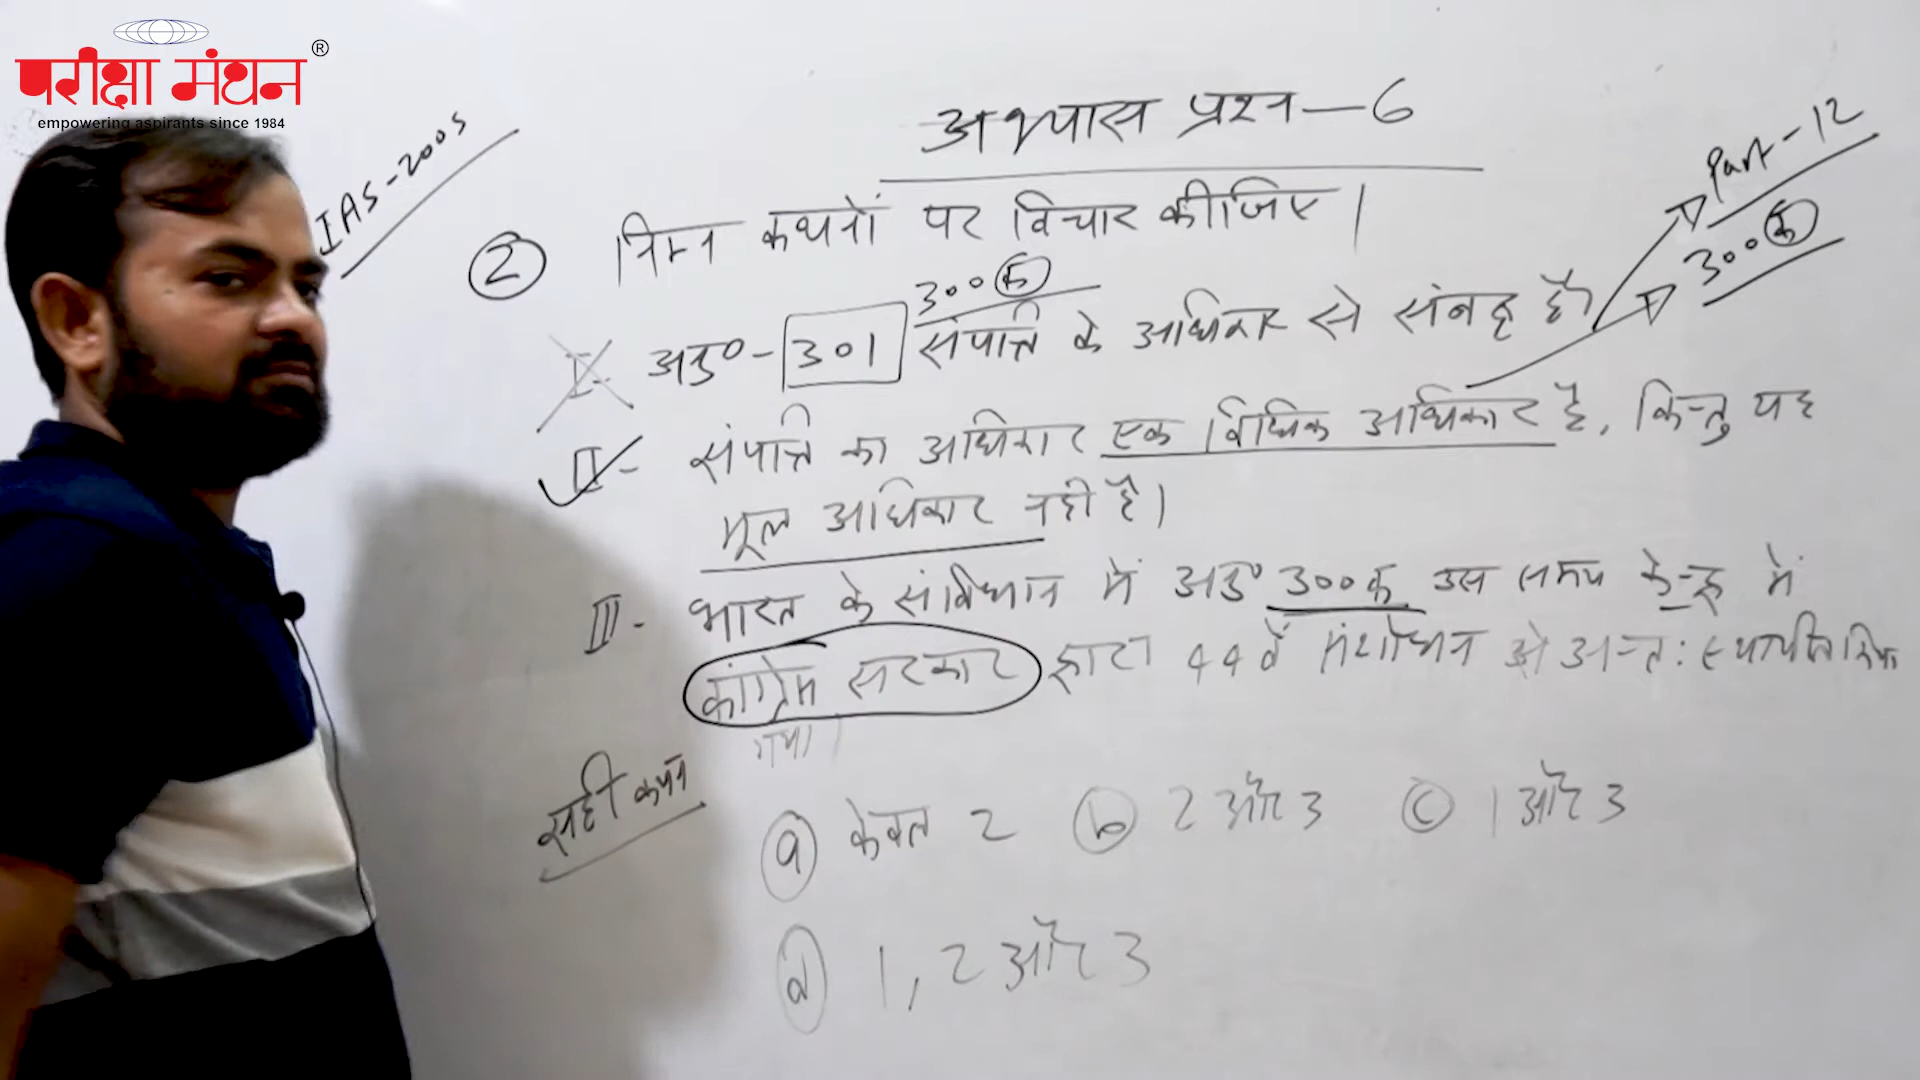 परीक्षा मंथन ®
empowering aspirants since 1984
IAS-2005
अभ्यास प्रश्न-6
② निम्न कथनों पर विचार कीजिए।
Part-12
300क
300क
I- अनु०-301 संपत्ति के अधिकार से संबद्ध है।
II- संपत्ति का अधिकार एक विधिक अधिकार है, किन्तु यह
मूल अधिकार नहीं है।
III- भारत के संविधान में अनु० 300क उस समय केन्द्र में
कांग्रेस सरकार द्वारा 44वें संशोधन से अन्तःस्थापित किया
गया।
सही कथन
ⓐ केवल 2 ⓑ 2 और 3 ⓒ 1 और 3
ⓓ 1, 2 और 3